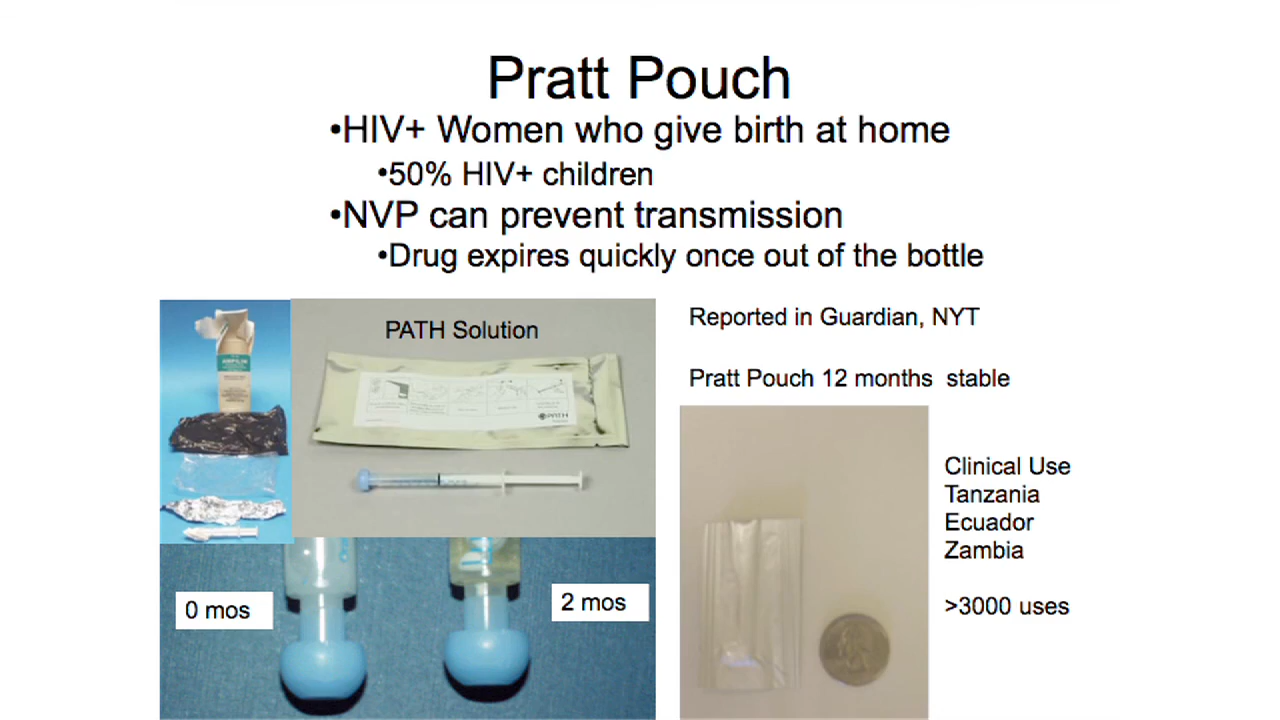 Pratt Pouch
•HIV+ Women who give birth at home
•50% HIV+ children
•NVP can prevent transmission
•Drug expires quickly once out of the bottle
PATH Solution
PATH
0 mos
2 mos
Reported in Guardian, NYT
Pratt Pouch 12 months stable
Clinical Use
Tanzania
Ecuador
Zambia
>3000 uses